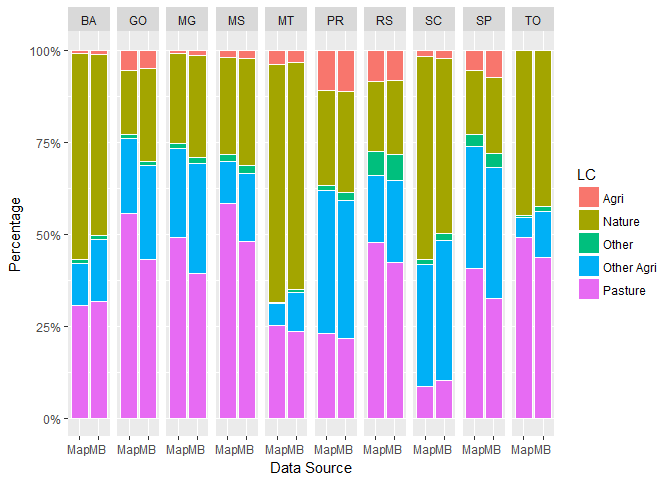 BA GO MG MS MT PR RS SC SP TO
100%
75%
50%
25%
0%
Percentage
MapMB MapMB MapMB MapMB MapMB MapMB MapMB MapMB MapMB MapMB
Data Source
LC
Agri
Nature
Other
Other Agri
Pasture